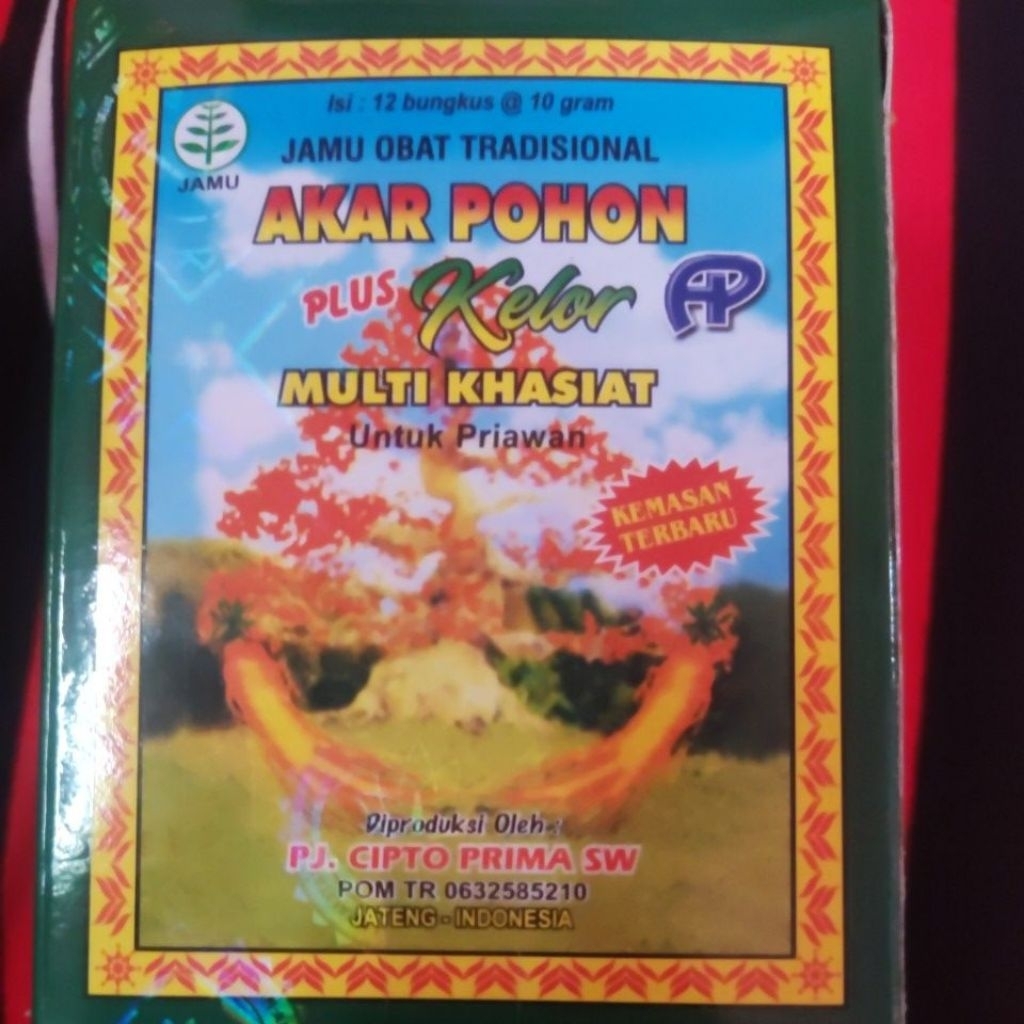 Isi : 12 bungkus @ 10 gram
JAMU OBAT TRADISIONAL
JAMU
AKAR POHON
PLUS Kelor AP
MULTI KHASIAT
Untuk Priawan
KEMASAN
TERBARU
Diproduksi Oleh :
PJ. CIPTO PRIMA SW
POM TR 0632585210
JATENG - INDONESIA